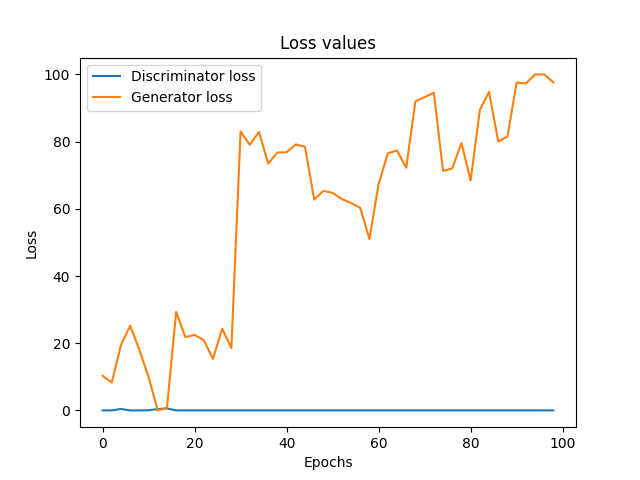 Loss values
Discriminator loss
Generator loss
100
80
60
40
20
0
Loss
0 20 40 60 80 100
Epochs